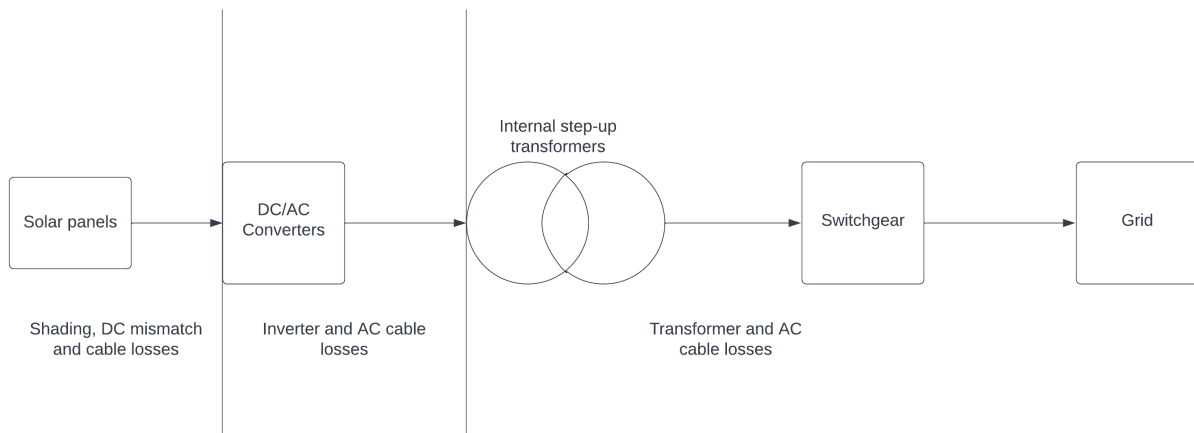 Internal step-up
transformers
Solar panels
DC/AC
Converters
Switchgear
Grid
Shading, DC mismatch
and cable losses
Inverter and AC cable
losses
Transformer and AC
cable losses